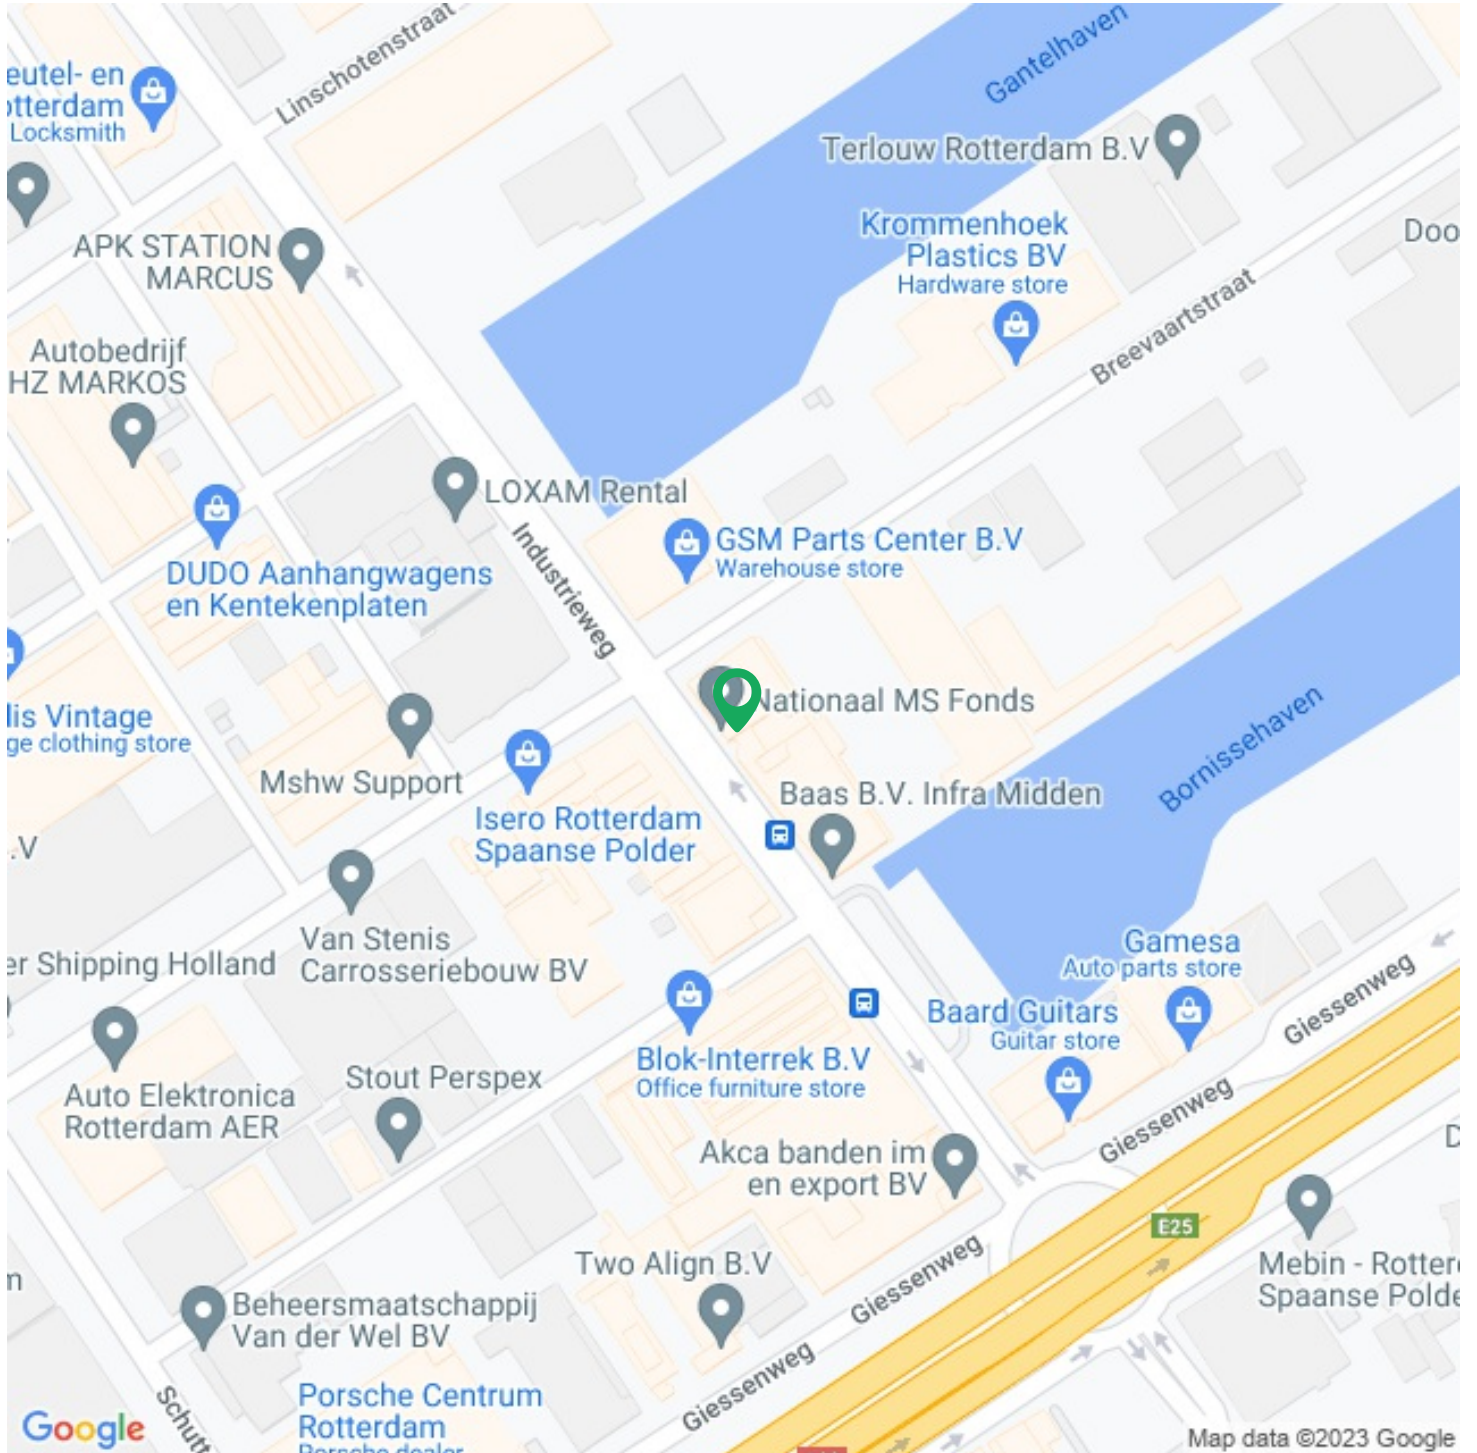 Linschotenstraat
Gantelhaven
eutel- en
otterdam
Locksmith
Terlouw Rotterdam B.V
APK STATION
MARCUS
Krommenhoek
Plastics BV
Hardware store
Doo
Breevaartstraat
Autobedrijf
HZ MARKOS
LOXAM Rental
Industrieweg
GSM Parts Center B.V
Warehouse store
DUDO Aanhangwagens
en Kentekenplaten
Nationaal MS Fonds
lis Vintage
ge clothing store
Mshw Support
Bornissehaven
Baas B.V. Infra Midden
Isero Rotterdam
Spaanse Polder
.V
Van Stenis
Carrosseriebouw BV
er Shipping Holland
Gamesa
Auto parts store
Giessenweg
Baard Guitars
Guitar store
Blok-Interrek B.V
Office furniture store
Stout Perspex
Auto Elektronica
Rotterdam AER
Giessenweg
Akca banden im
en export BV
D
E25
Two Align B.V
Giessenweg
Mebin - Rotter
Spaanse Polde
m
Beheersmaatschappij
Van der Wel BV
Giessenweg
Porsche Centrum
Rotterdam
Porsche dealer
Schutt
Google
Map data ©2023 Google